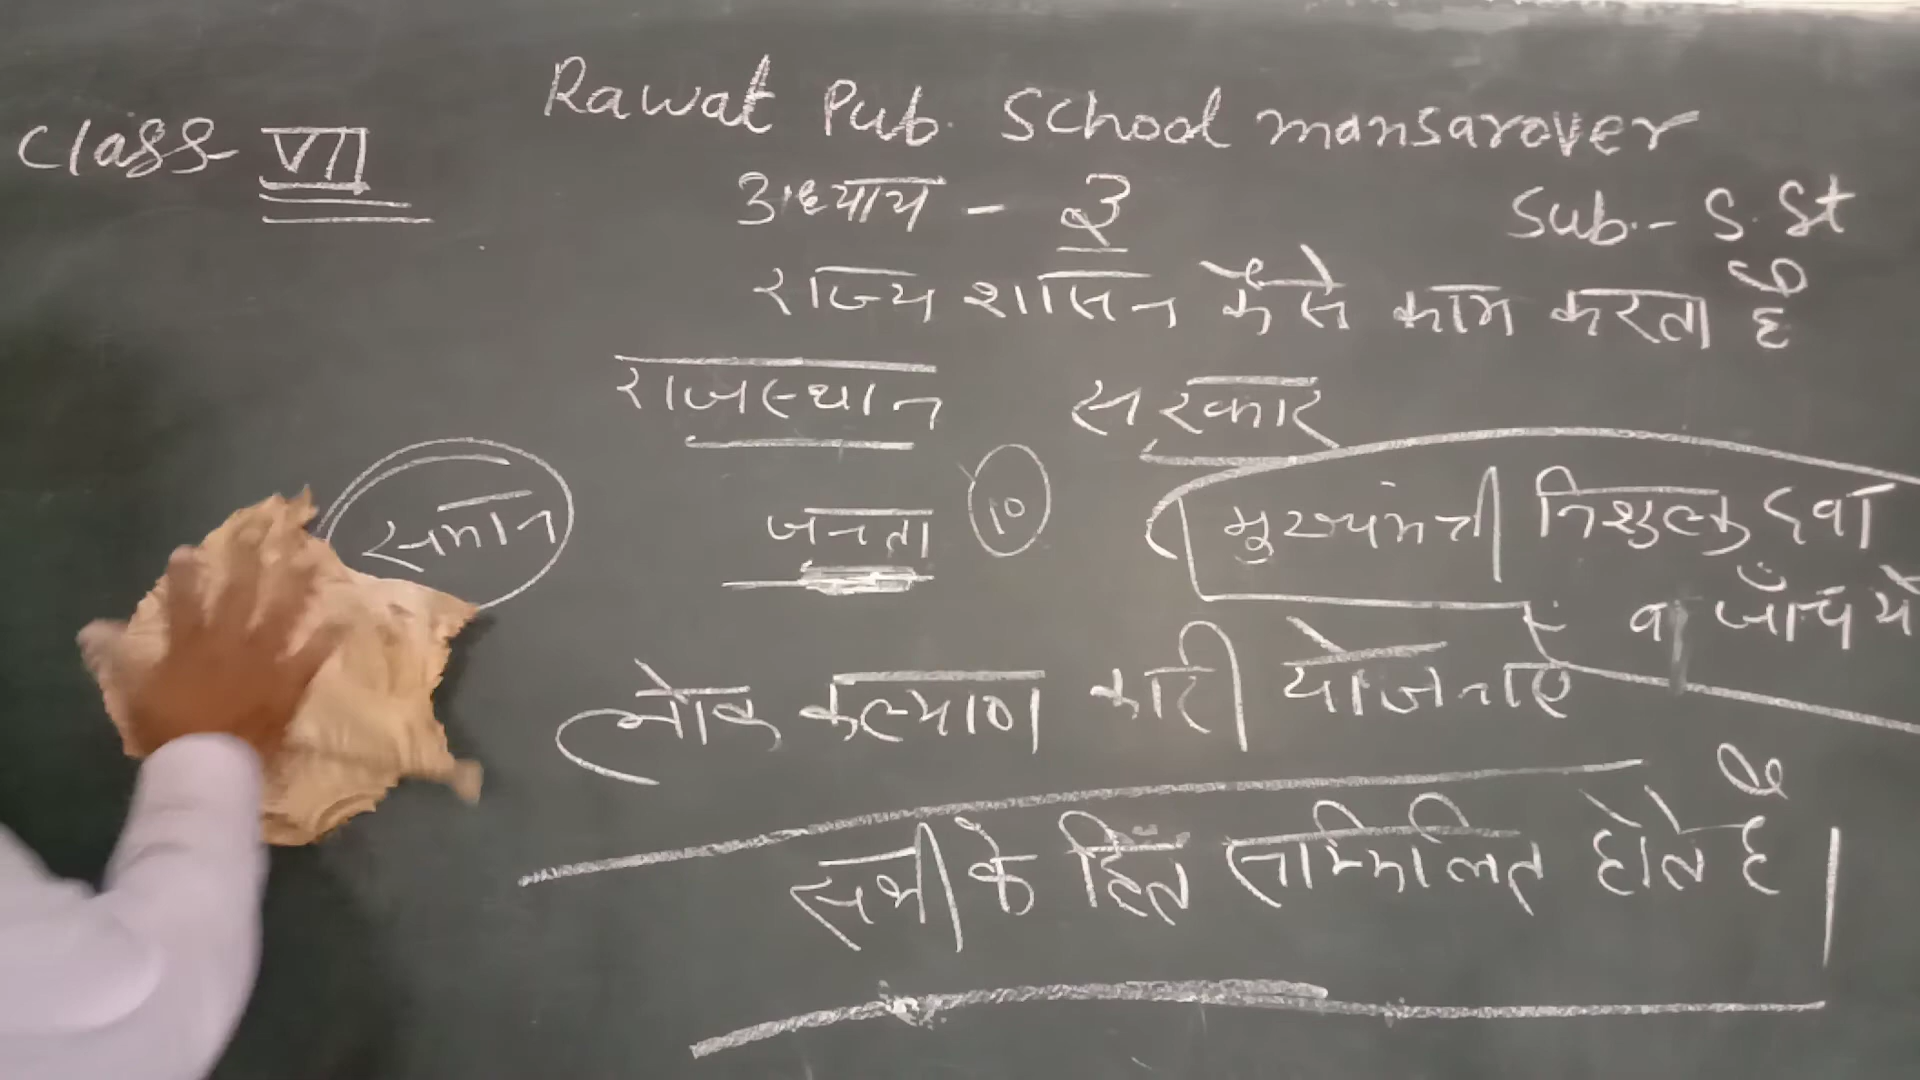 Rawat Pub. School mansarover
Class VII
अध्याय - ३
Sub.- S.St
राज्य शासन कैसे काम करता है
राजस्थान सरकार
समान जनता 10
मुख्यमंत्री निशुल्क दवा
व जाँच यो
लोक कल्याण कारी योजनाएं
सभी के हित सम्मिलित होते है।